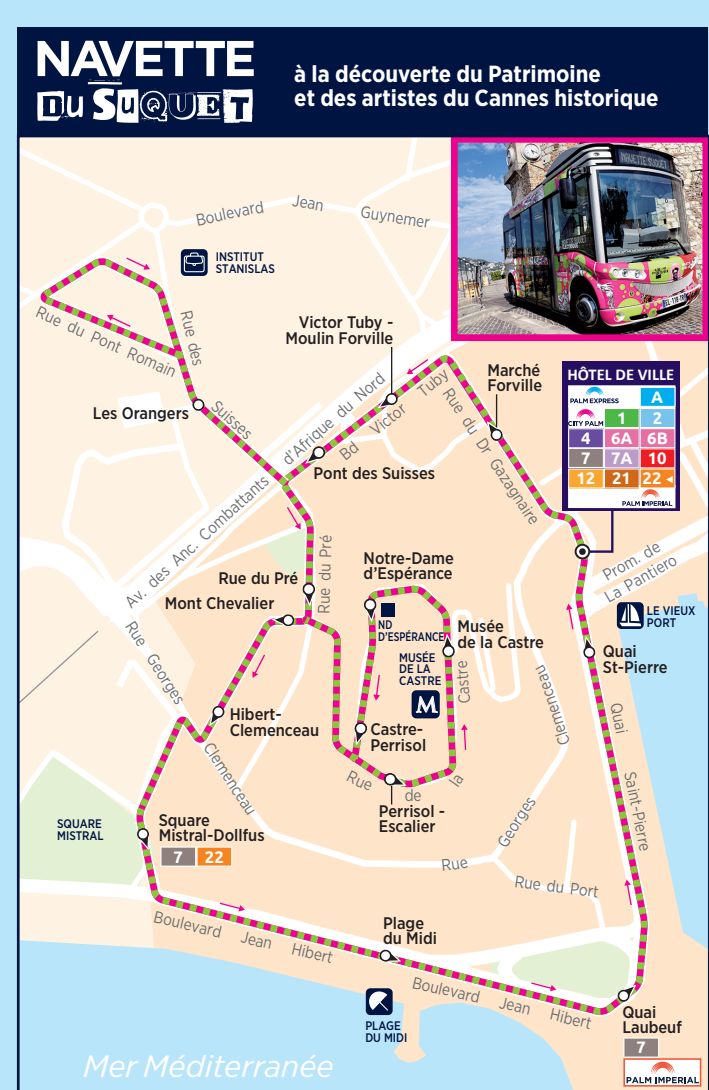 NAVETTE
DU SUQUET
à la découverte du Patrimoine
et des artistes du Cannes historique
NAVETTE SUQUET
Boulevard Jean Guynemer
INSTITUT
STANISLAS
Rue du Pont Romain
Rue des Suisses
Victor Tuby -
Moulin Forville
Les Orangers
Av. des Anc. Combattants d'Afrique du Nord
Bd Victor Tuby
Pont des Suisses
Marché
Forville
Rue du Dr Gazagnaire
HÔTEL DE VILLE
PALM EXPRESS A
CITY PALM 1 2
4 6A 6B
7 7A 10
12 21 22
PALM IMPERIAL
Prom. de
La Pantiero
LE VIEUX
PORT
Rue du Pré
Rue du Pré
Mont Chevalier
Notre-Dame
d'Espérance
ND
D'ESPÉRANCE
MUSÉE
DE LA
CASTRE
M
Musée
de la Castre
Quai
St-Pierre
Rue Georges Clemenceau
Hibert-
Clemenceau
Castre-
Perrisol
Rue de la Castre
Perrisol -
Escalier
Rue Georges Clemenceau
Quai Saint-Pierre
SQUARE
MISTRAL
Square
Mistral-Dollfus
7 22
Rue du Port
Boulevard Jean Hibert
Plage
du Midi
Boulevard Jean Hibert
PLAGE
DU MIDI
Quai
Laubeuf
7
PALM IMPERIAL
Mer Méditerranée